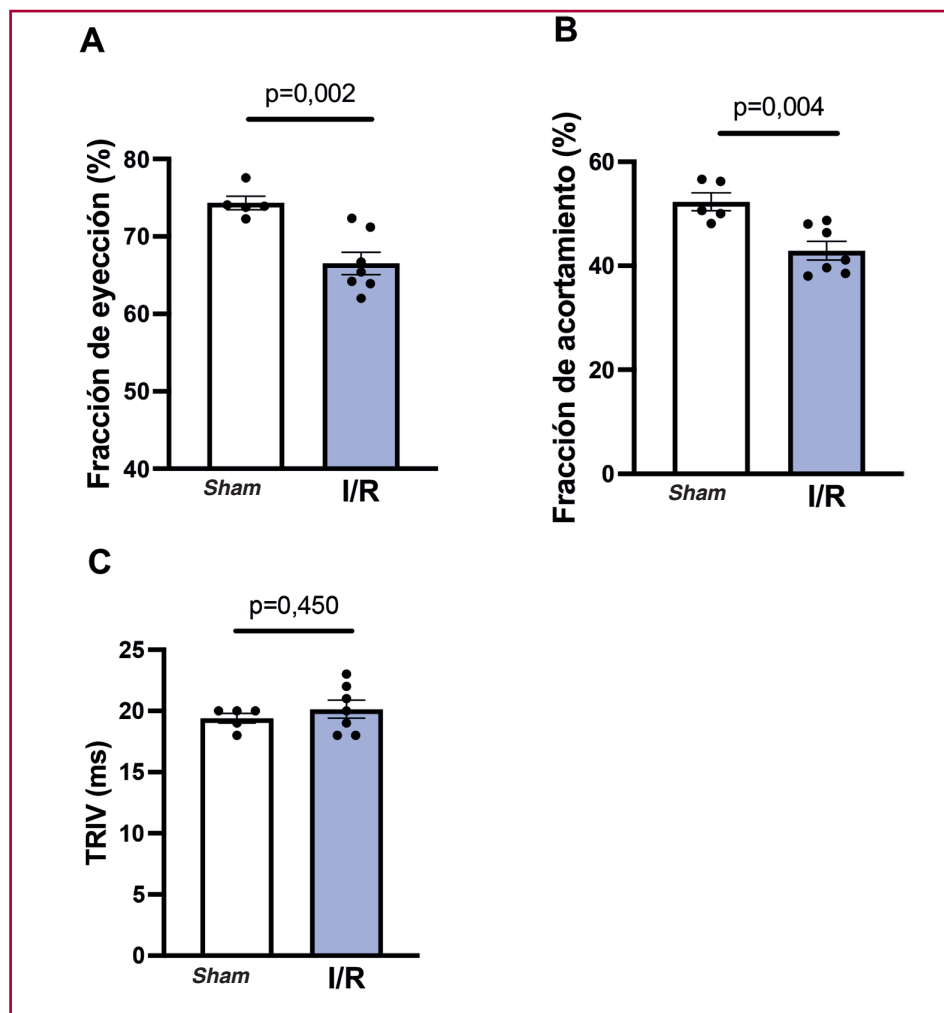 A
p=0,002
Fracción de eyección (%)
80
70
60
50
40
Sham
I/R
B
p=0,004
Fracción de acortamiento (%)
60
40
20
0
Sham
I/R
C
p=0,450
TRIV (ms)
25
20
15
10
5
0
Sham
I/R